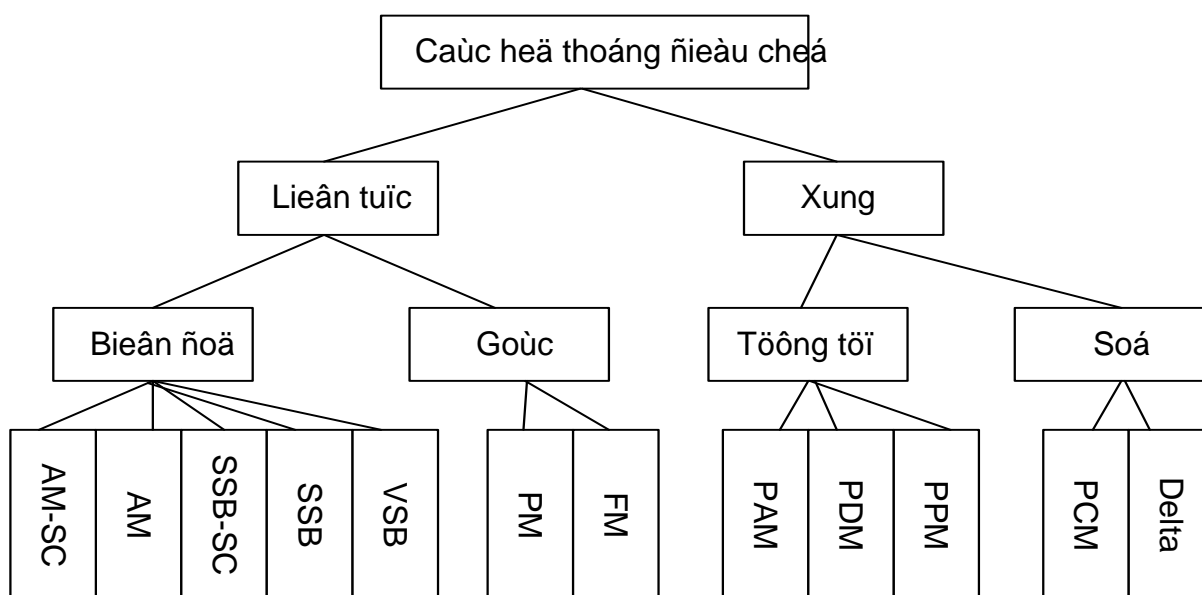 Caùc heä thoáng ñieàu cheá
Lieân tuïc
Xung
Bieân ñoä
Goùc
Töông töï
Soá
AM-SC
AM
SSB-SC
SSB
VSB
PM
FM
PAM
PDM
PPM
PCM
Delta